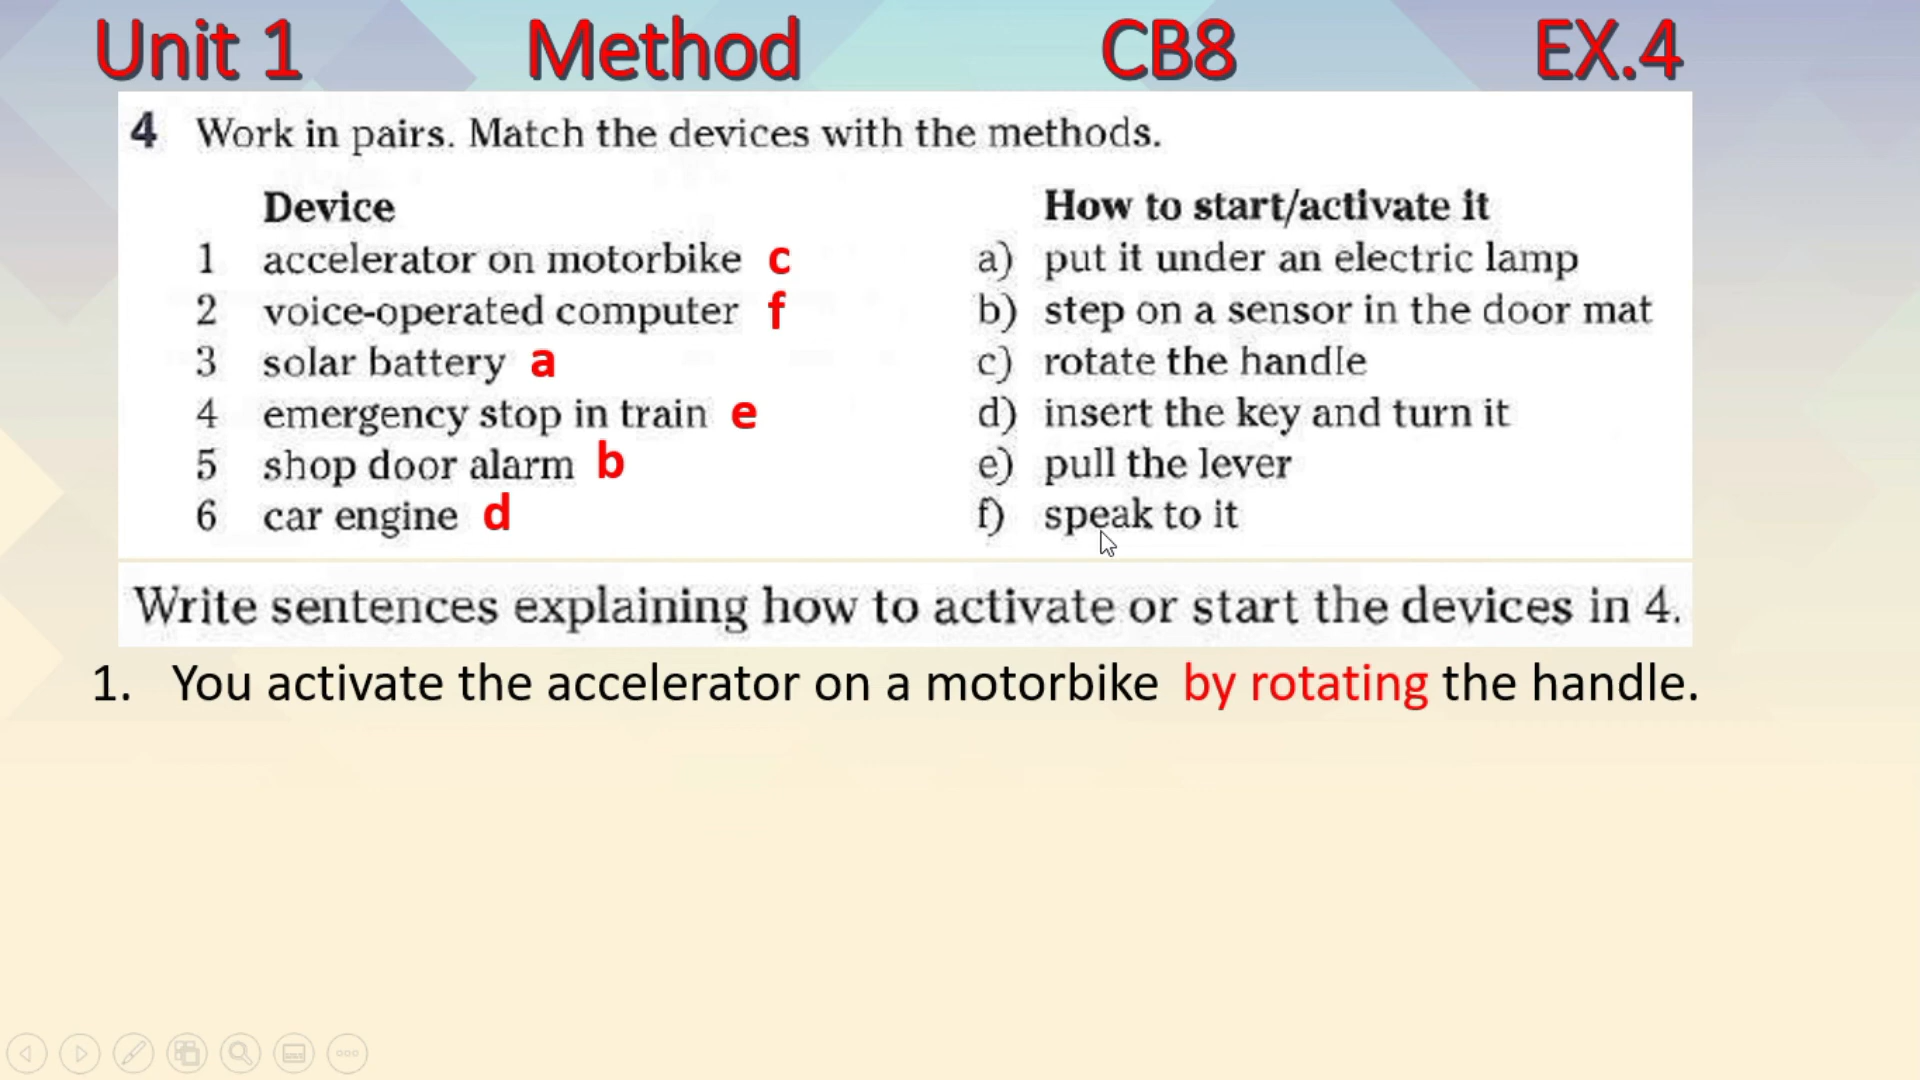 Unit 1 Method CB8 EX.4
4 Work in pairs. Match the devices with the methods.
Device How to start/activate it
1 accelerator on motorbike c a) put it under an electric lamp
2 voice-operated computer f b) step on a sensor in the door mat
3 solar battery a c) rotate the handle
4 emergency stop in train e d) insert the key and turn it
5 shop door alarm b e) pull the lever
6 car engine d f) speak to it
Write sentences explaining how to activate or start the devices in 4.
1. You activate the accelerator on a motorbike by rotating the handle.